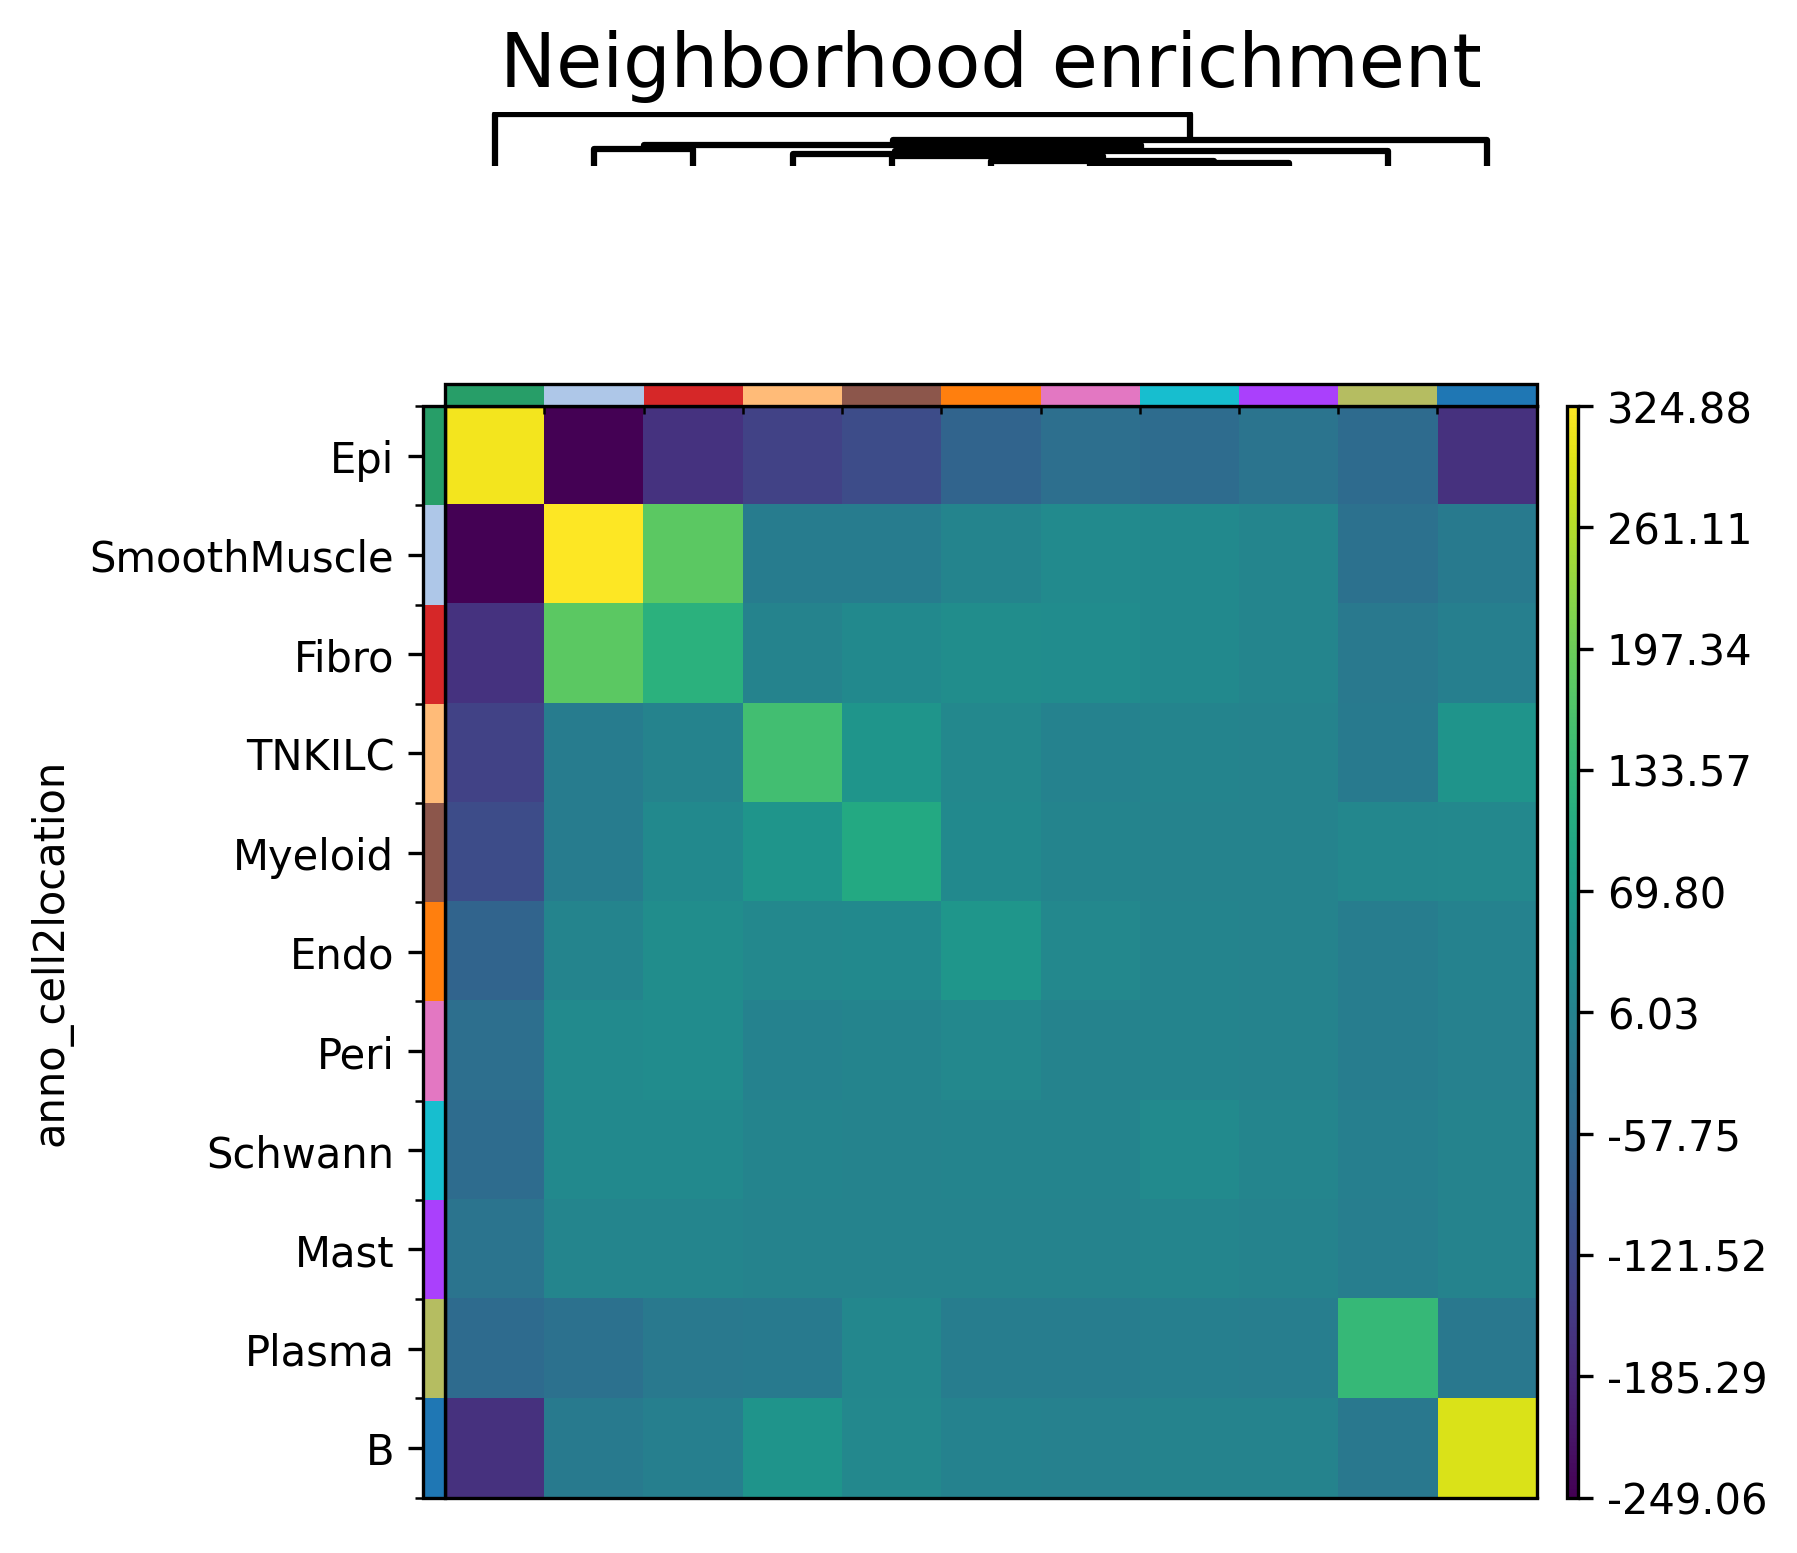 Neighborhood enrichment
Epi
SmoothMuscle
Fibro
TNKILC
Myeloid
Endo
Peri
Schwann
Mast
Plasma
B
anno_cell2location
324.88
261.11
197.34
133.57
69.80
6.03
-57.75
-121.52
-185.29
-249.06